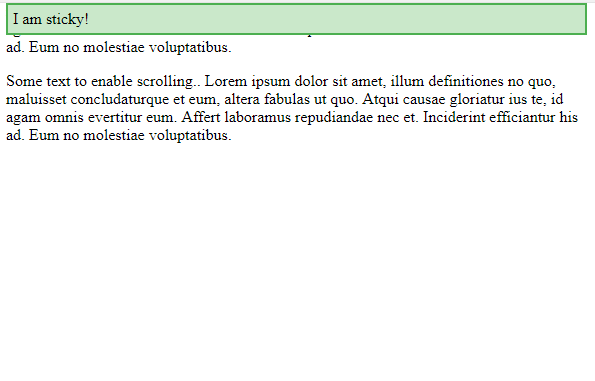 I am sticky!
ad. Eum no molestiae voluptatibus.
Some text to enable scrolling.. Lorem ipsum dolor sit amet, illum definitiones no quo,
maluisset concludaturque et eum, altera fabulas ut quo. Atqui causae gloriatur ius te, id
agam omnis evertitur eum. Affert laboramus repudiandae nec et. Inciderint efficiantur his
ad. Eum no molestiae voluptatibus.